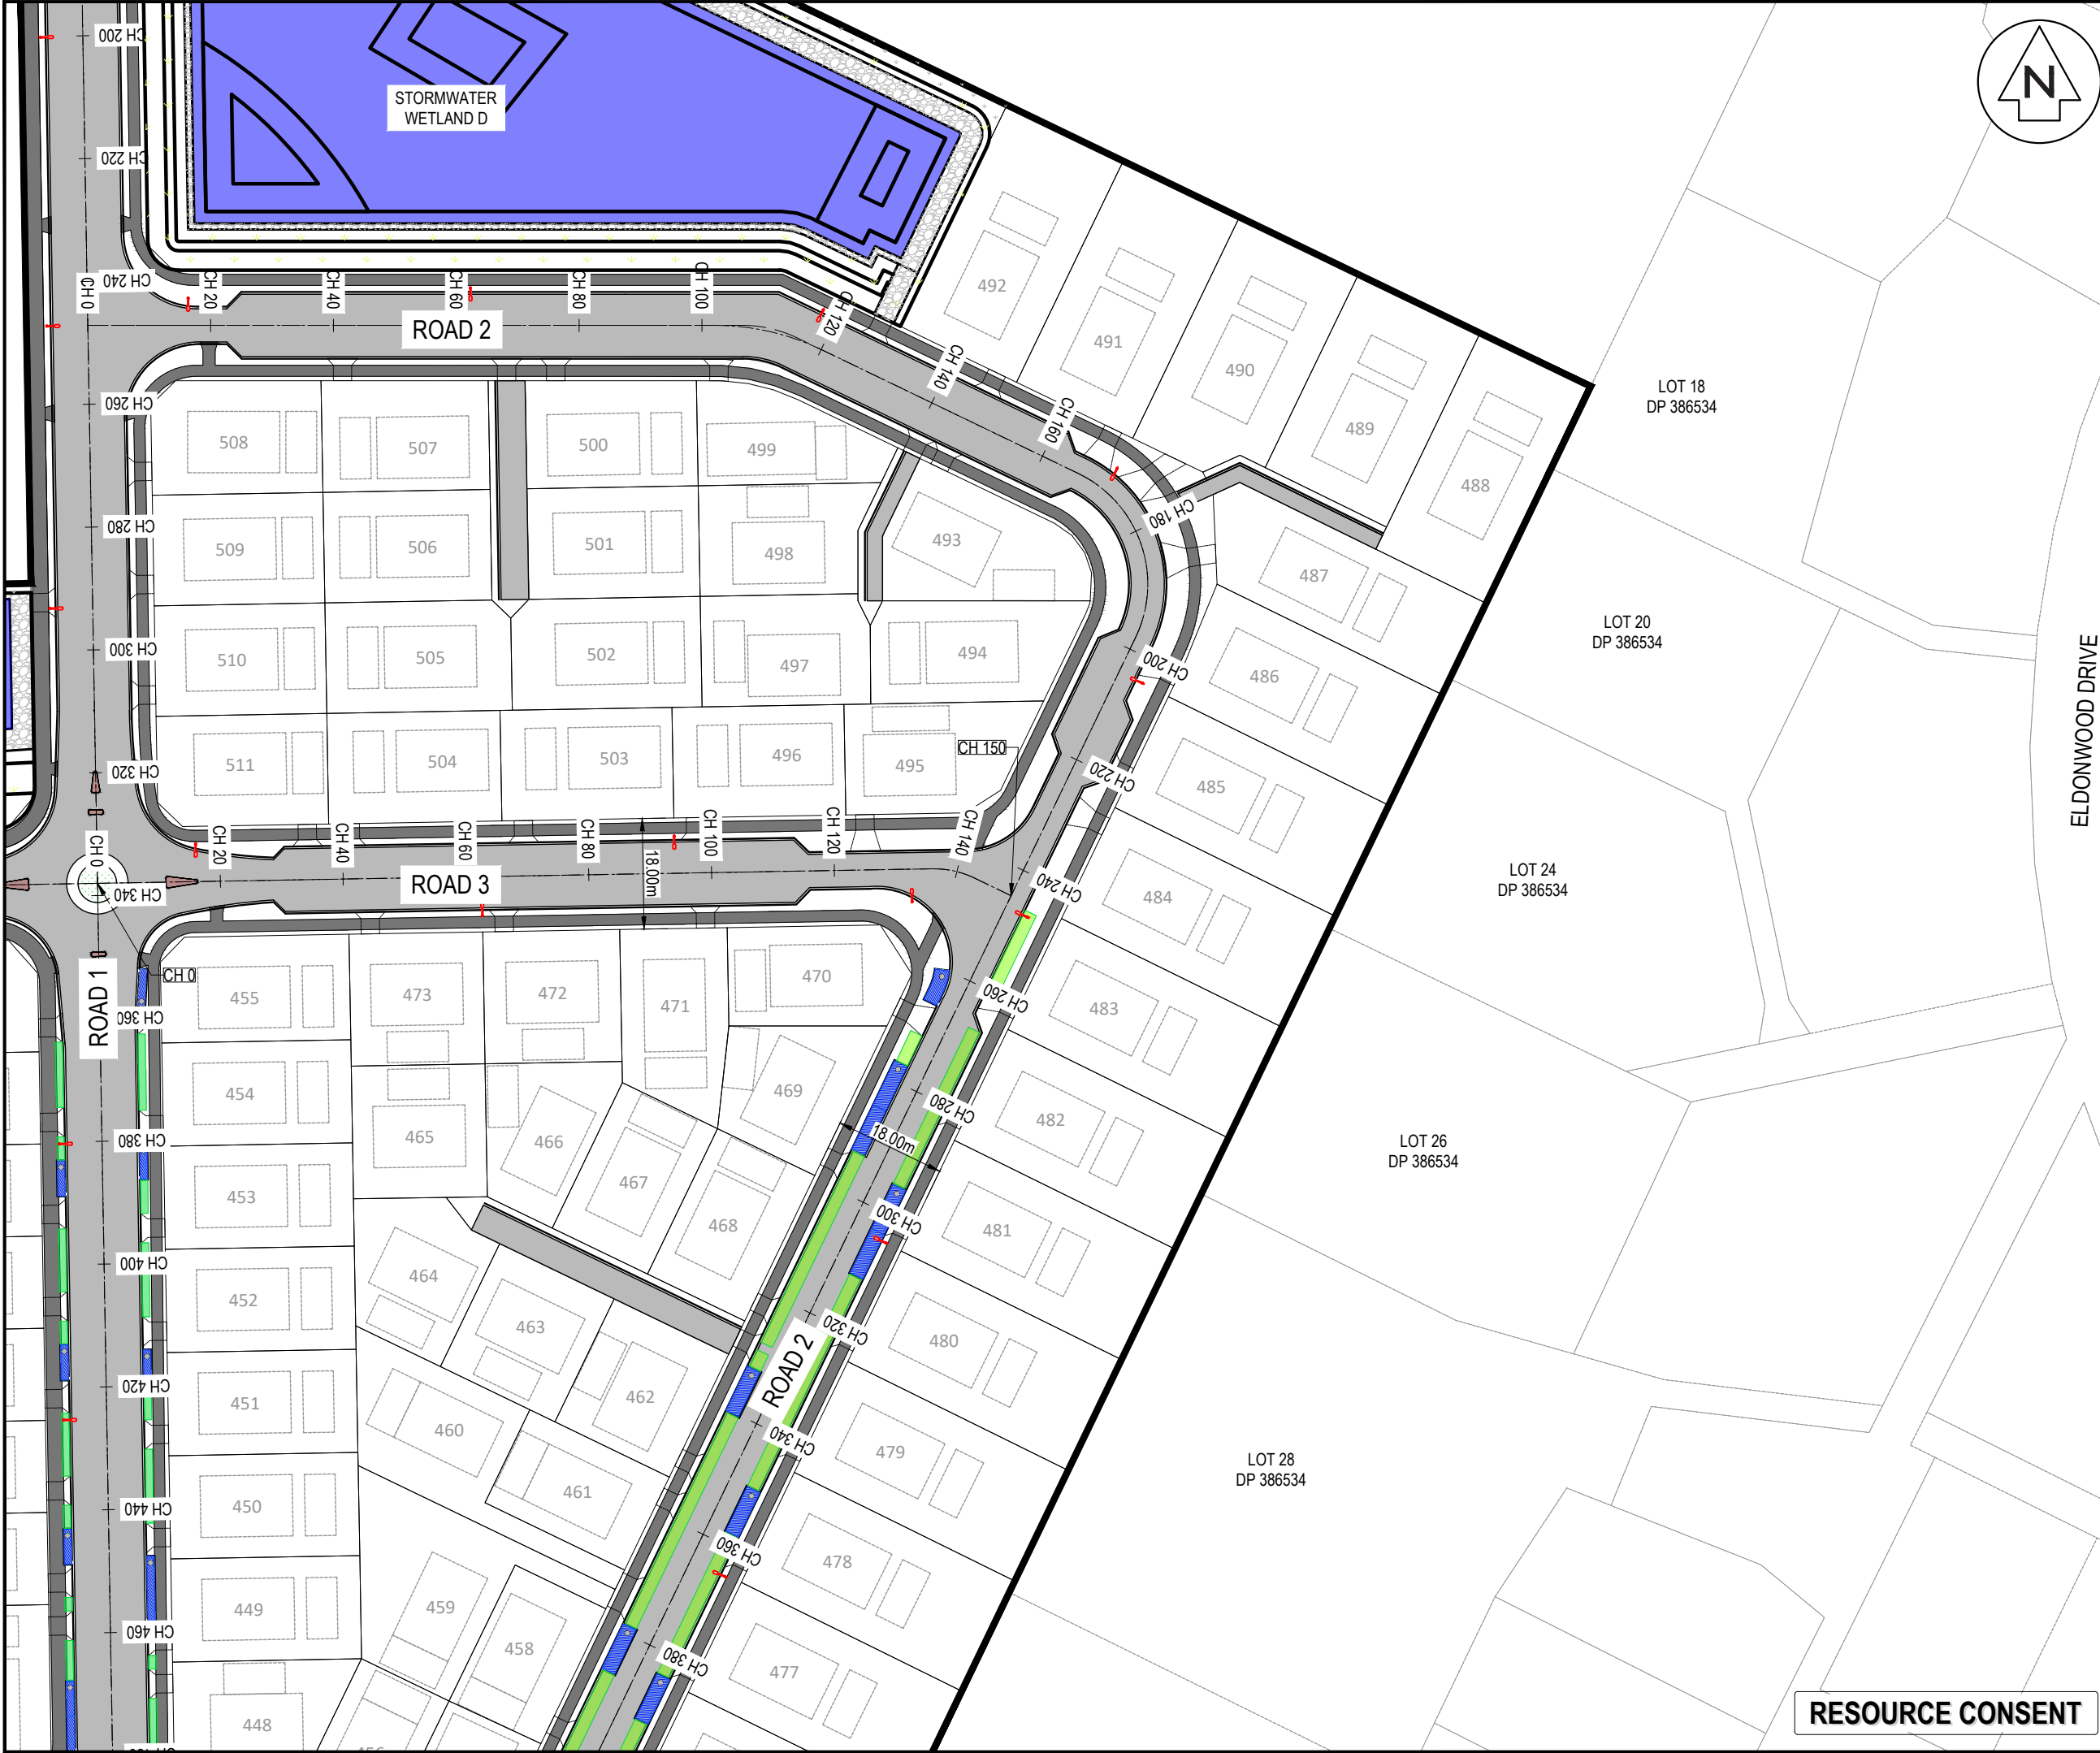 CH 200
CH 220
CH 240
CH 260
CH 280
CH 300
CH 320
CH 340
CH 360
CH 380
CH 400
CH 420
CH 440
CH 460
STORMWATER
WETLAND D
N
CH 0
CH 20
CH 40
CH 60
CH 80
CH 100
CH 120
CH 140
CH 160
CH 180
CH 200
CH 220
CH 240
CH 260
CH 280
CH 300
CH 320
CH 340
CH 360
CH 380
ROAD 2
492
491
490
489
488
LOT 18
DP 386534
508
507
500
499
493
509
506
501
498
487
510
505
502
497
494
486
LOT 20
DP 386534
ELDONWOOD DRIVE
511
504
503
496
495
CH 150
485
CH 0
CH 20
CH 40
CH 60
CH 80
CH 100
CH 120
CH 140
18.00m
ROAD 3
484
LOT 24
DP 386534
ROAD 1
CH 0
455
473
472
471
470
483
454
465
466
469
482
18.00m
LOT 26
DP 386534
453
467
468
481
452
464
463
480
ROAD 2
451
460
462
479
LOT 28
DP 386534
450
461
478
449
459
458
477
448
RESOURCE CONSENT